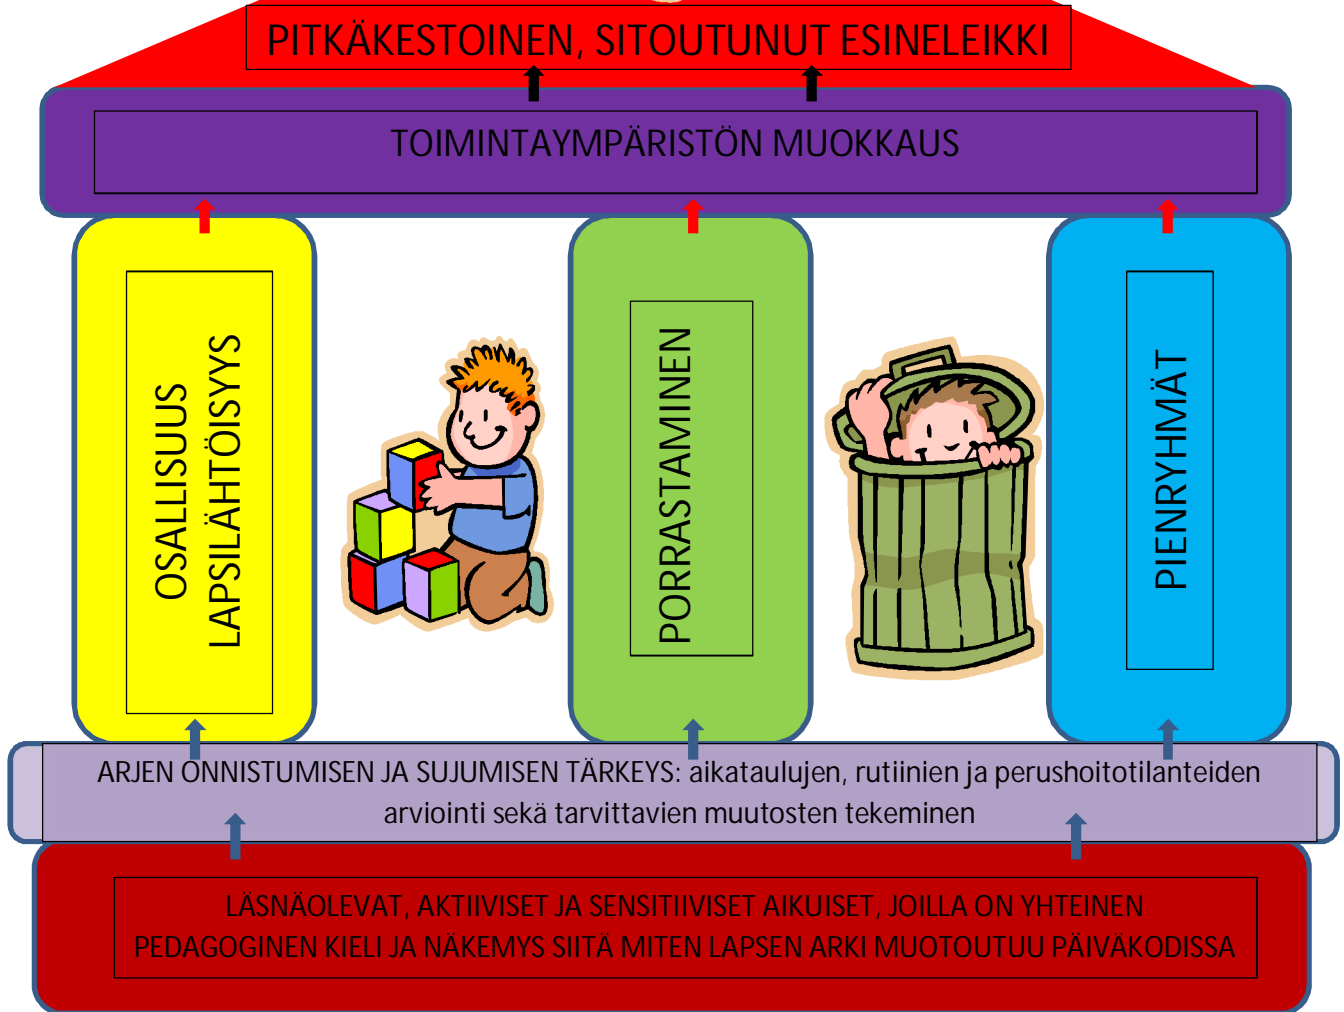 PITKÄKESTOINEN, SITOUTUNUT ESINELEIKKI
TOIMINTAYMPÄRISTÖN MUOKKAUS
OSALLISUUS
LAPSILÄHTÖISYYS
PORRASTAMINEN
PIENRYHMÄT
ARJEN ONNISTUMISEN JA SUJUMISEN TÄRKEYS: aikataulujen, rutiinien ja perushoitotilanteiden
arviointi sekä tarvittavien muutosten tekeminen
LÄSNÄOLEVAT, AKTIIVISET JA SENSITIIVISET AIKUISET, JOILLA ON YHTEINEN
PEDAGOGINEN KIELI JA NÄKEMYS SIITÄ MITEN LAPSEN ARKI MUOTOUTUU PÄIVÄKODISSA